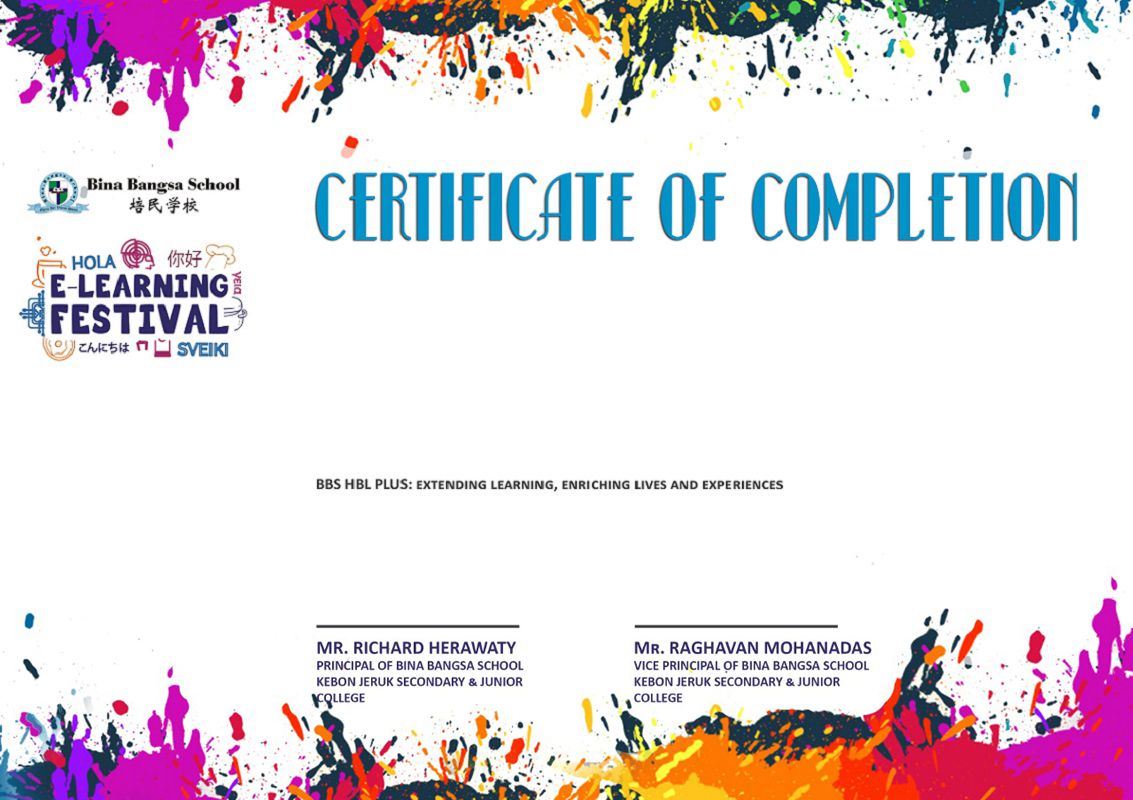 Bina Bangsa School
培民学校
CERTIFICATE OF COMPLETION
HOLA
你好
E-LEARNING
FESTIVAL
こんにちは
SVEIKI
BBS HBL PLUS: EXTENDING LEARNING, ENRICHING LIVES AND EXPERIENCES
MR. RICHARD HERAWATY
PRINCIPAL OF BINA BANGSA SCHOOL
KEBON JERUK SECONDARY & JUNIOR
COLLEGE
MR. RAGHAVAN MOHANADAS
VICE PRINCIPAL OF BINA BANGSA SCHOOL
KEBON JERUK SECONDARY & JUNIOR
COLLEGE